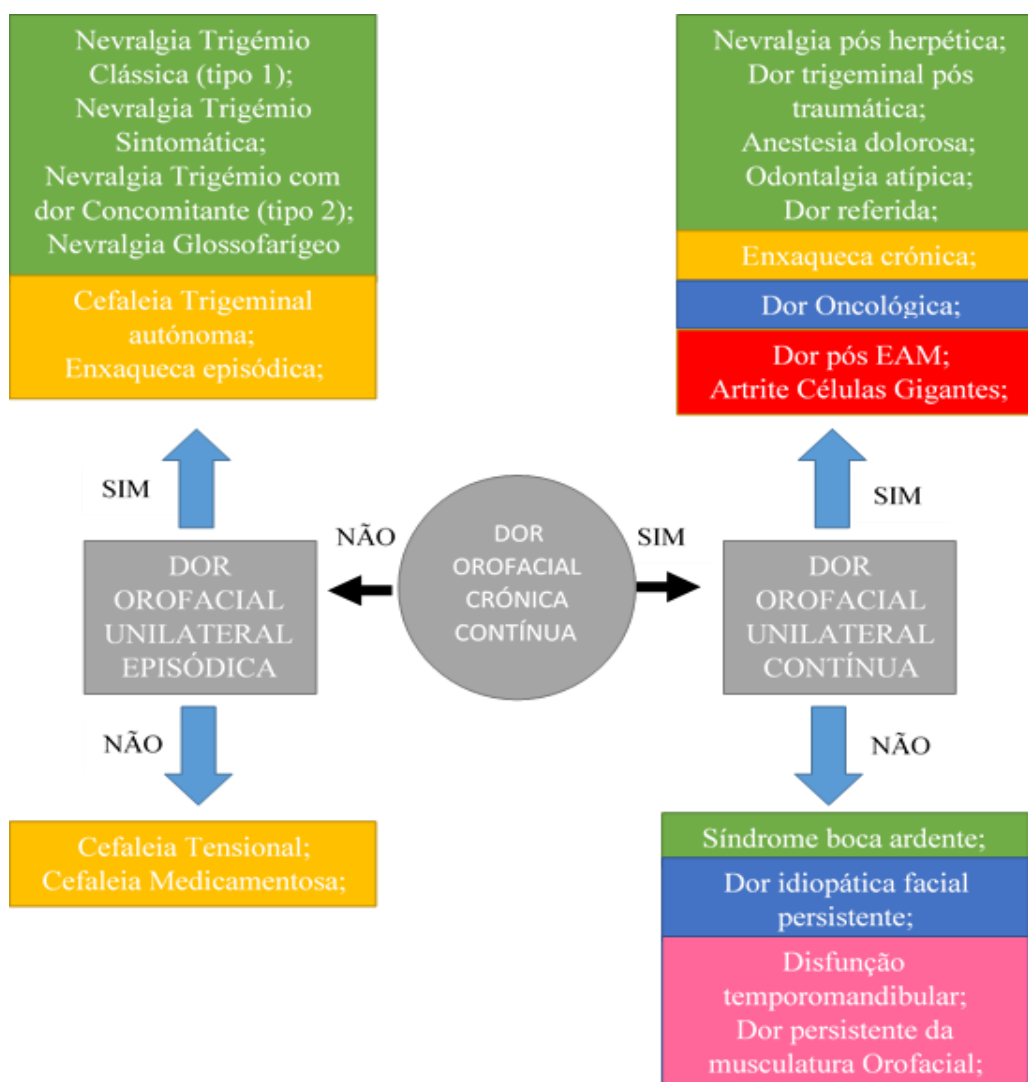 Nevralgia Trigémio
Clássica (tipo 1);
Nevralgia Trigémio
Sintomática;
Nevralgia Trigémio com
dor Concomitante (tipo 2);
Nevralgia Glossofarígeo
Cefaleia Trigeminal
autónoma;
Enxaqueca episódica;
Nevralgia pós herpética;
Dor trigeminal pós
traumática;
Anestesia dolorosa;
Odontalgia atípica;
Dor referida;
Enxaqueca crónica;
Dor Oncológica;
Dor pós EAM;
Artrite Células Gigantes;
SIM
SIM
NÃO
SIM
DOR
OROFACIAL
UNILATERAL
EPISÓDICA
DOR
OROFACIAL
CRÓNICA
CONTÍNUA
DOR
OROFACIAL
UNILATERAL
CONTÍNUA
NÃO
NÃO
Cefaleia Tensional;
Cefaleia Medicamentosa;
Síndrome boca ardente;
Dor idiopática facial
persistente;
Disfunção
temporomandibular;
Dor persistente da
musculatura Orofacial;